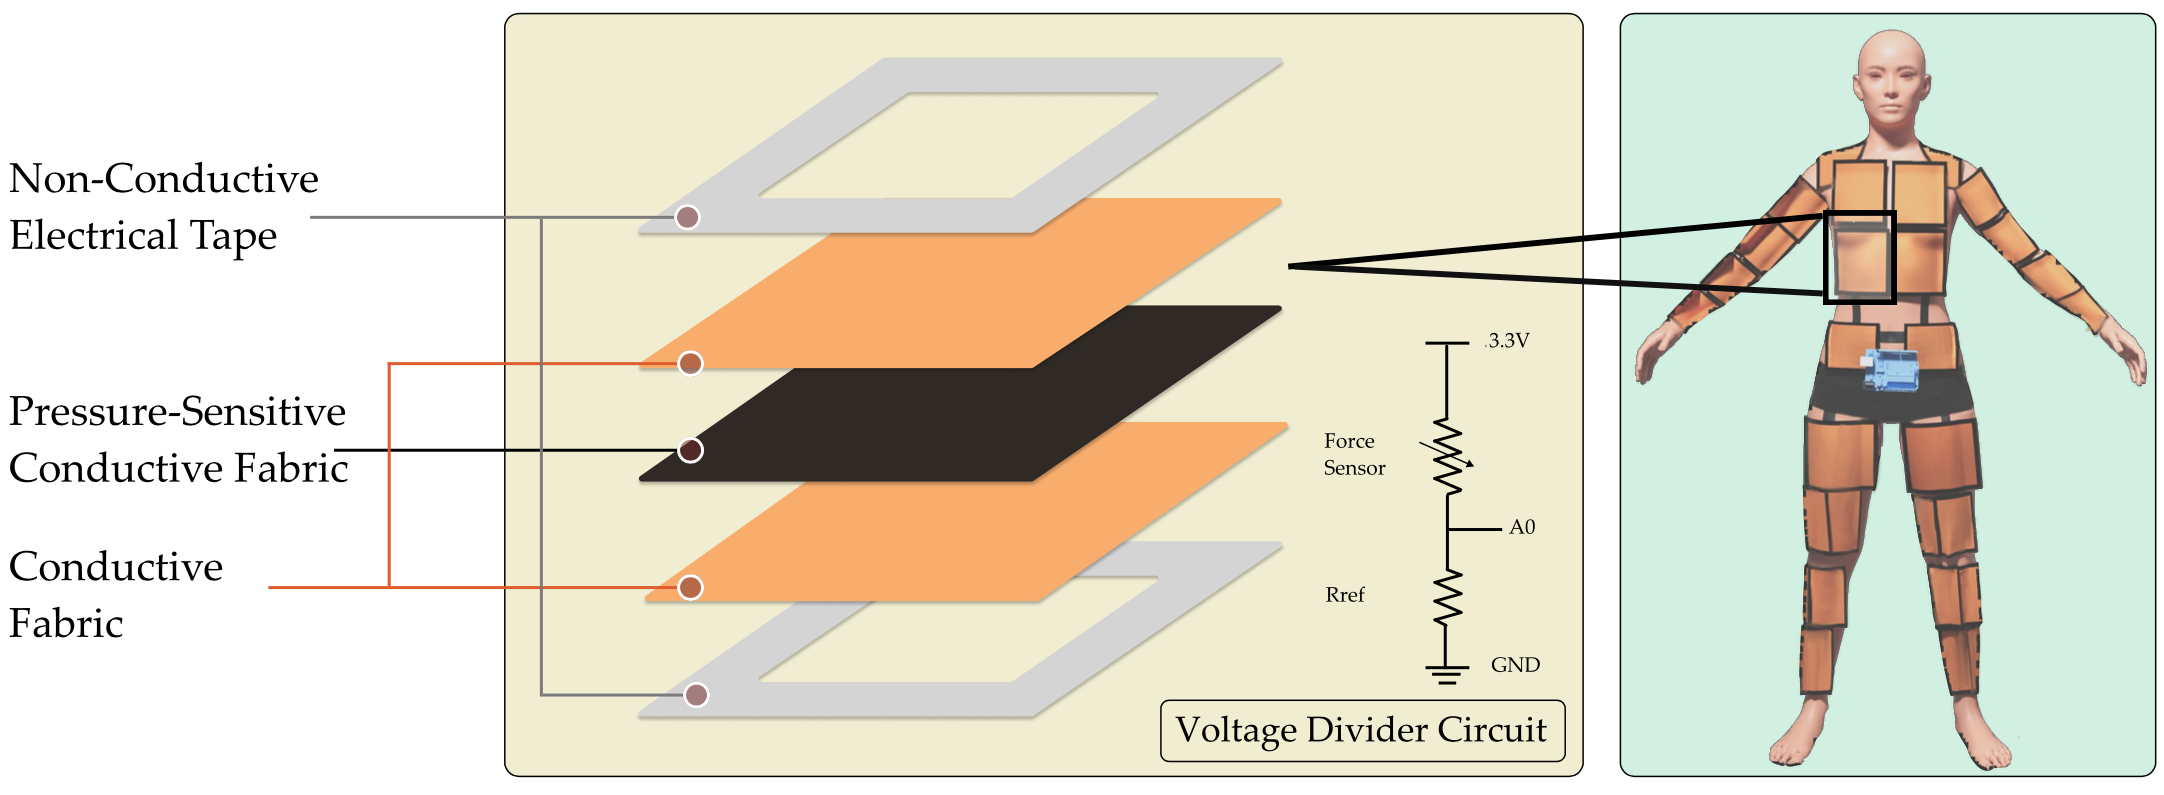 Non-Conductive
Electrical Tape
Pressure-Sensitive
Conductive Fabric
Conductive
Fabric
3.3V
Force
Sensor
A0
Rref
GND
Voltage Divider Circuit